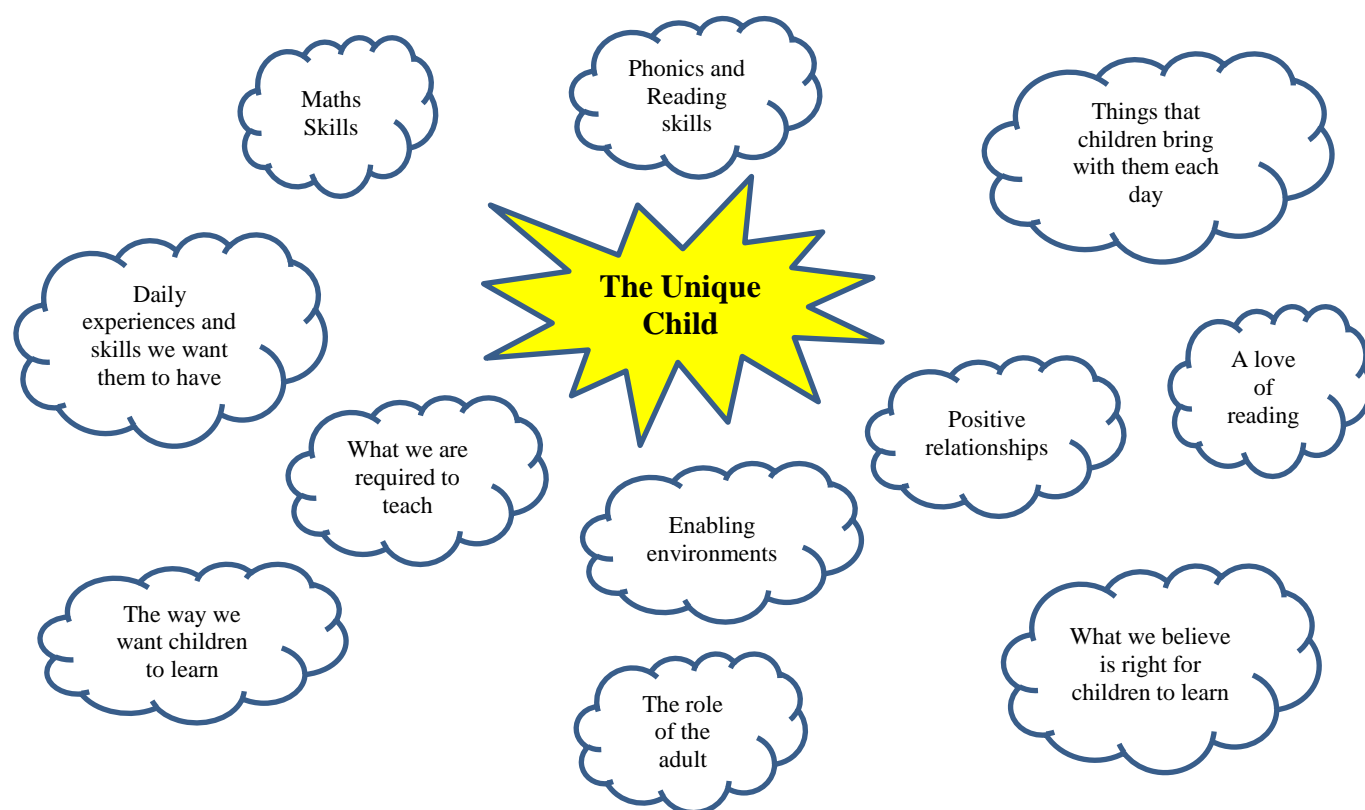 Maths
Skills
Phonics and
Reading
skills
Things that
children bring
with them each
day
The Unique
Child
Daily
experiences and
skills we want
them to have
A love
of
reading
Positive
relationships
What we are
required to
teach
Enabling
environments
The way we
want children
to learn
What we believe
is right for
children to learn
The role
of the
adult